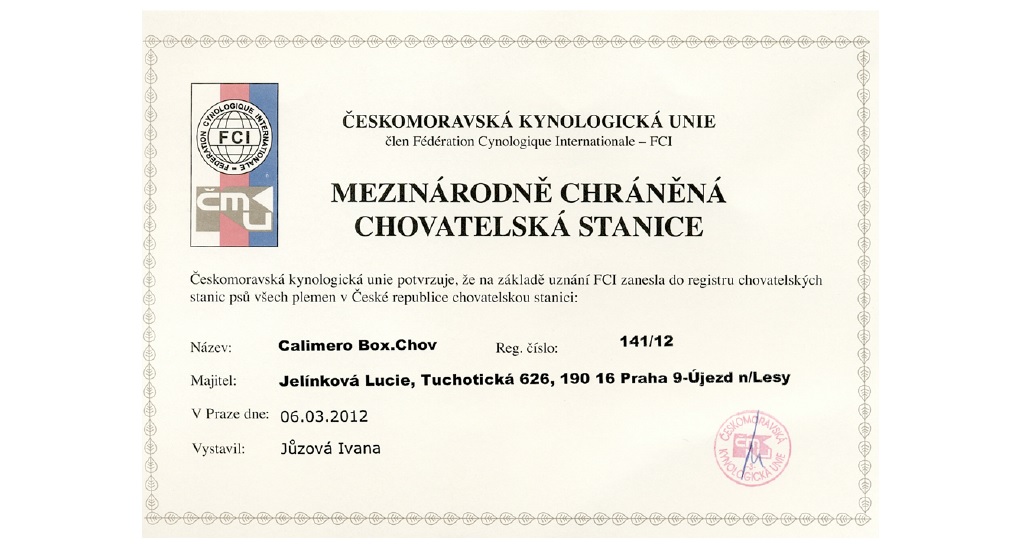 FEDERATION CYNOLOGIQUE INTERNATIONALE
FCI
čmku
ČESKOMORAVSKÁ KYNOLOGICKÁ UNIE
člen Fédération Cynologique Internationale – FCI
MEZINÁRODNĚ CHRÁNĚNÁ
CHOVATELSKÁ STANICE
Českomoravská kynologická unie potvrzuje, že na základě uznání FCI zanesla do registru chovatelských
stanic psů všech plemen v České republice chovatelskou stanici:
Název: Calimero Box.Chov Reg. číslo: 141/12
Majitel: Jelínková Lucie, Tuchotická 626, 190 16 Praha 9-Újezd n/Lesy
V Praze dne: 06.03.2012
Vystavil: Jůzová Ivana
ČESKOMORAVSKÁ
KYNOLOGICKÁ UNIE